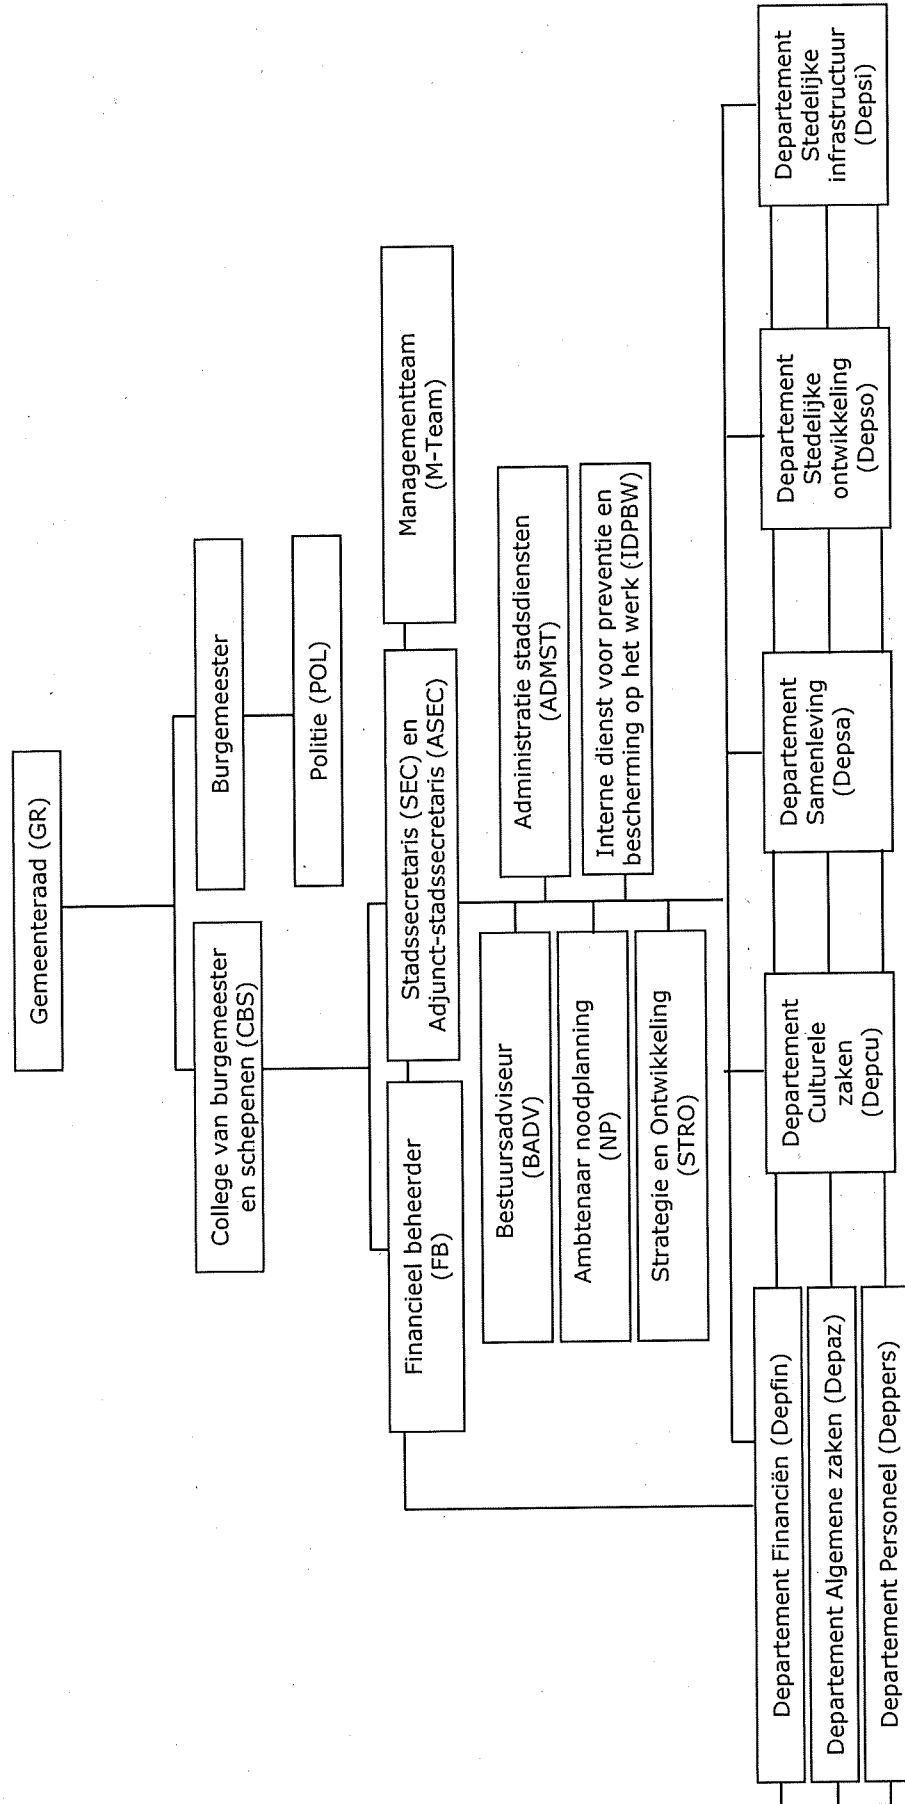 Gemeenteraad (GR)
College van burgemeester
en schepenen (CBS)
Burgemeester
Politie (POL)
Financieel beheerder
(FB)
Stadssecretaris (SEC) en
Adjunct-stadssecretaris (ASEC)
Managementteam
(M-Team)
Bestuursadviseur
(BADV)
Administratie stadsdiensten
(ADMST)
Ambtenaar noodplanning
(NP)
Interne dienst voor preventie en
bescherming op het werk (IDPBW)
Strategie en Ontwikkeling
(STRO)
Departement Financiën (Depfin)
Departement Algemene zaken (Depaz)
Departement Personeel (Deppers)
Departement
Culturele
zaken
(Depcu)
Departement
Samenleving
(Depsa)
Departement
Stedelijke
ontwikkeling
(Depso)
Departement
Stedelijke
infrastructuur
(Depsi)